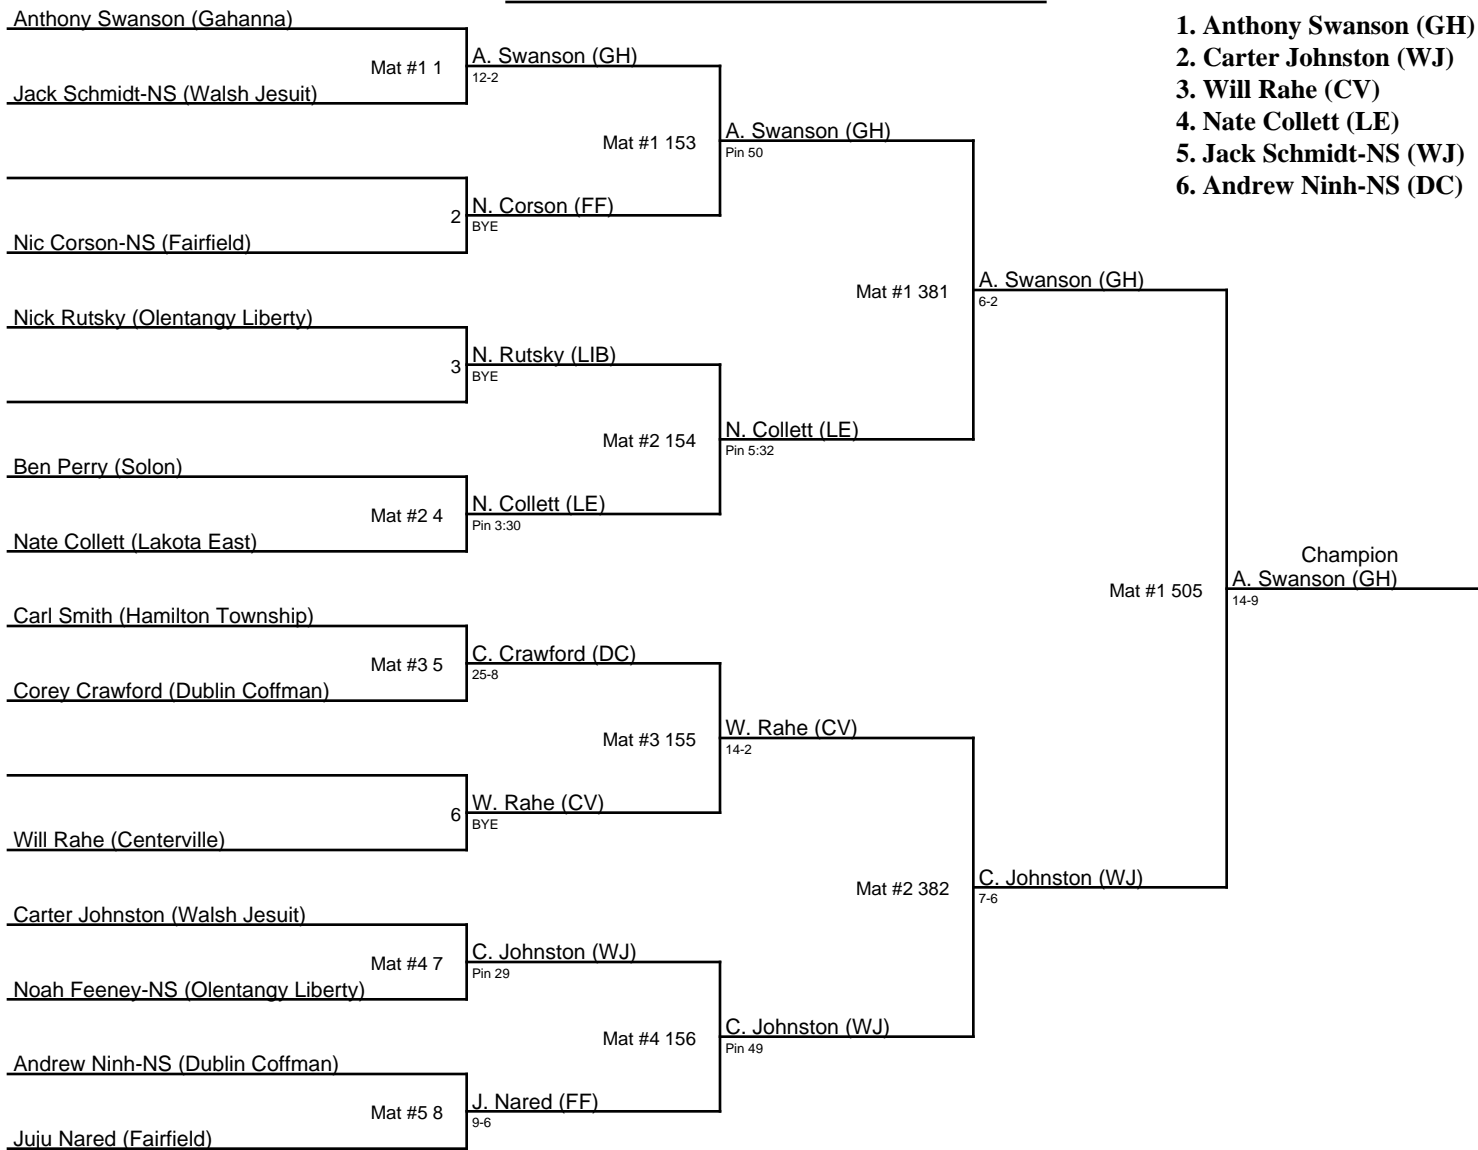 Anthony Swanson (Gahanna)
Mat #1 1
A. Swanson (GH)
12-2
Jack Schmidt-NS (Walsh Jesuit)
Mat #1 153
A. Swanson (GH)
Pin 50
2
N. Corson (FF)
BYE
Nic Corson-NS (Fairfield)
Mat #1 381
A. Swanson (GH)
6-2
Nick Rutsky (Olentangy Liberty)
3
N. Rutsky (LIB)
BYE
Mat #2 154
N. Collett (LE)
Pin 5:32
Ben Perry (Solon)
Mat #2 4
N. Collett (LE)
Pin 3:30
Nate Collett (Lakota East)
Mat #1 505
Champion
A. Swanson (GH)
14-9
Carl Smith (Hamilton Township)
Mat #3 5
C. Crawford (DC)
25-8
Corey Crawford (Dublin Coffman)
Mat #3 155
W. Rahe (CV)
14-2
6
W. Rahe (CV)
BYE
Will Rahe (Centerville)
Mat #2 382
C. Johnston (WJ)
7-6
Carter Johnston (Walsh Jesuit)
Mat #4 7
C. Johnston (WJ)
Pin 29
Noah Feeney-NS (Olentangy Liberty)
Mat #4 156
C. Johnston (WJ)
Pin 49
Andrew Ninh-NS (Dublin Coffman)
Mat #5 8
J. Nared (FF)
9-6
Juju Nared (Fairfield)
1. Anthony Swanson (GH)
2. Carter Johnston (WJ)
3. Will Rahe (CV)
4. Nate Collett (LE)
5. Jack Schmidt-NS (WJ)
6. Andrew Ninh-NS (DC)